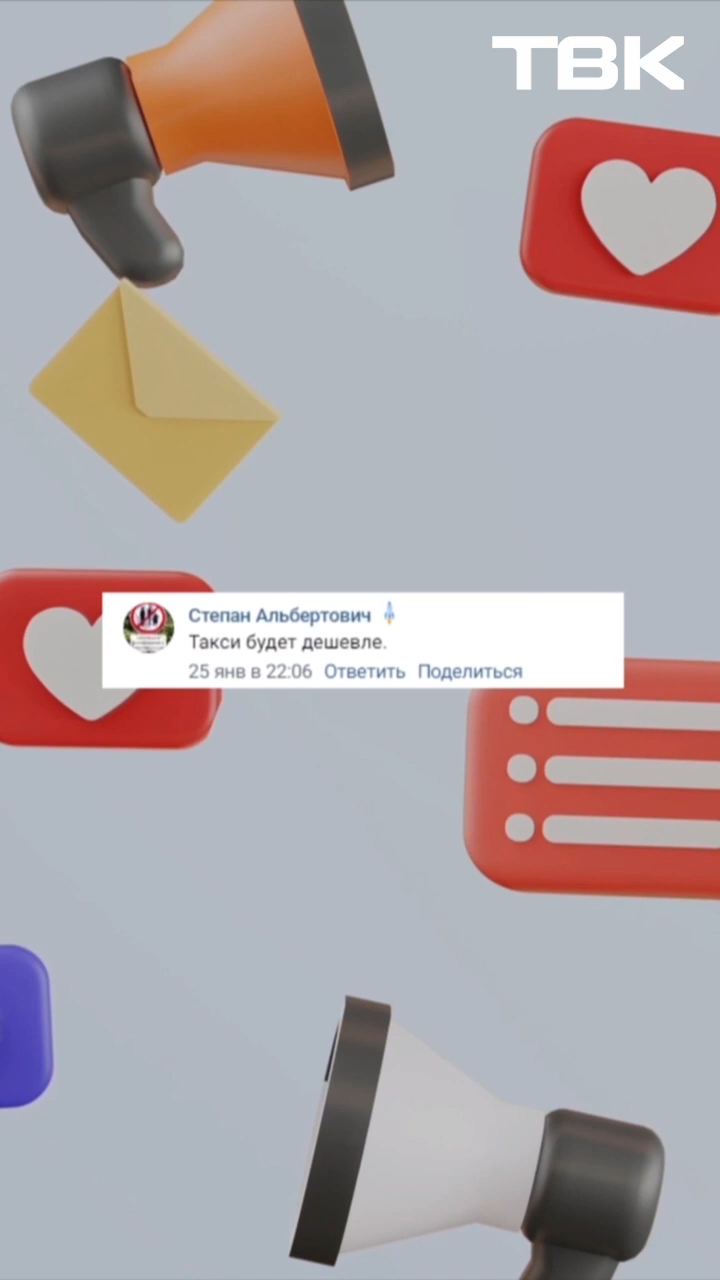 ТВК
Степан Альбертович
Такси будет дешевле.
25 янв в 22:06 Ответить Поделиться